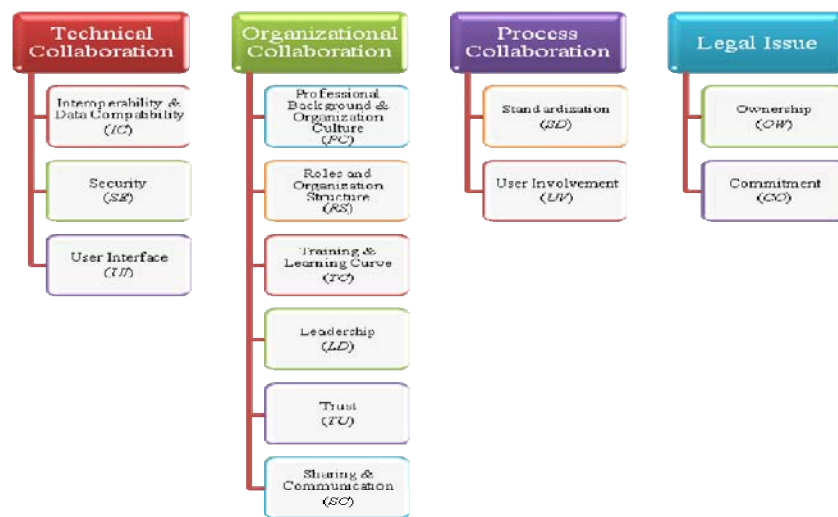 Technical
Collaboration
Interoperability &
Data Compatibility
(IC)
Security
(SE)
User Interface
(UI)
Organizational
Collaboration
Professional
Background &
Organization
Culture
(PC)
Roles and
Organization
Structure
(RS)
Training &
Learning Curve
(TC)
Leadership
(LD)
Trust
(TU)
Sharing &
Communication
(SC)
Process
Collaboration
Standardization
(SD)
User Involvement
(UV)
Legal Issue
Ownership
(OW)
Commitment
(CO)